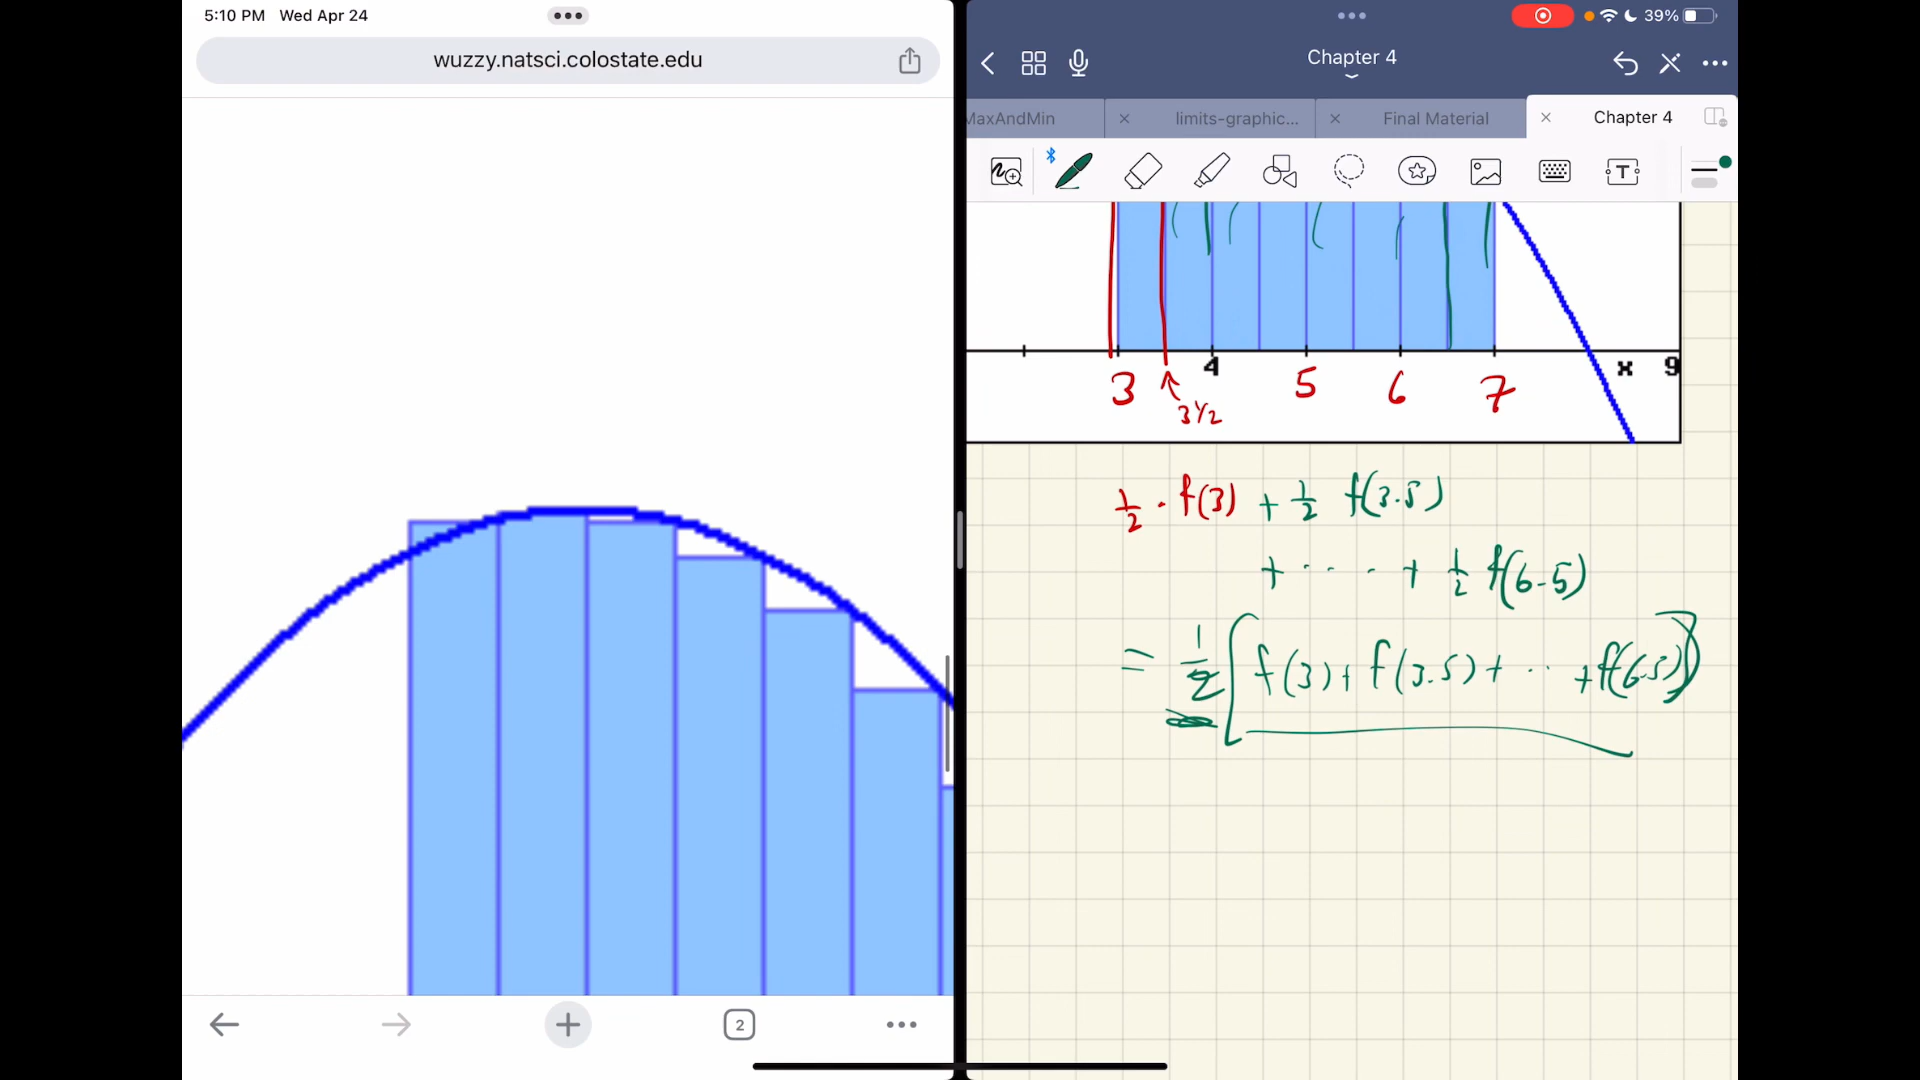 5:10 PM Wed Apr 24
wuzzy.natsci.colostate.edu
2
39%
Chapter 4
MaxAndMin
limits-graphic...
Final Material
Chapter 4
T
4 x 9
3 5 6 7
3 1/2
1/2 · f(3) + 1/2 f(3.5)
+ · · · · + 1/2 f(6.5)
= 1/2 [f(3) + f(3.5) + · · · + f(6.5)]